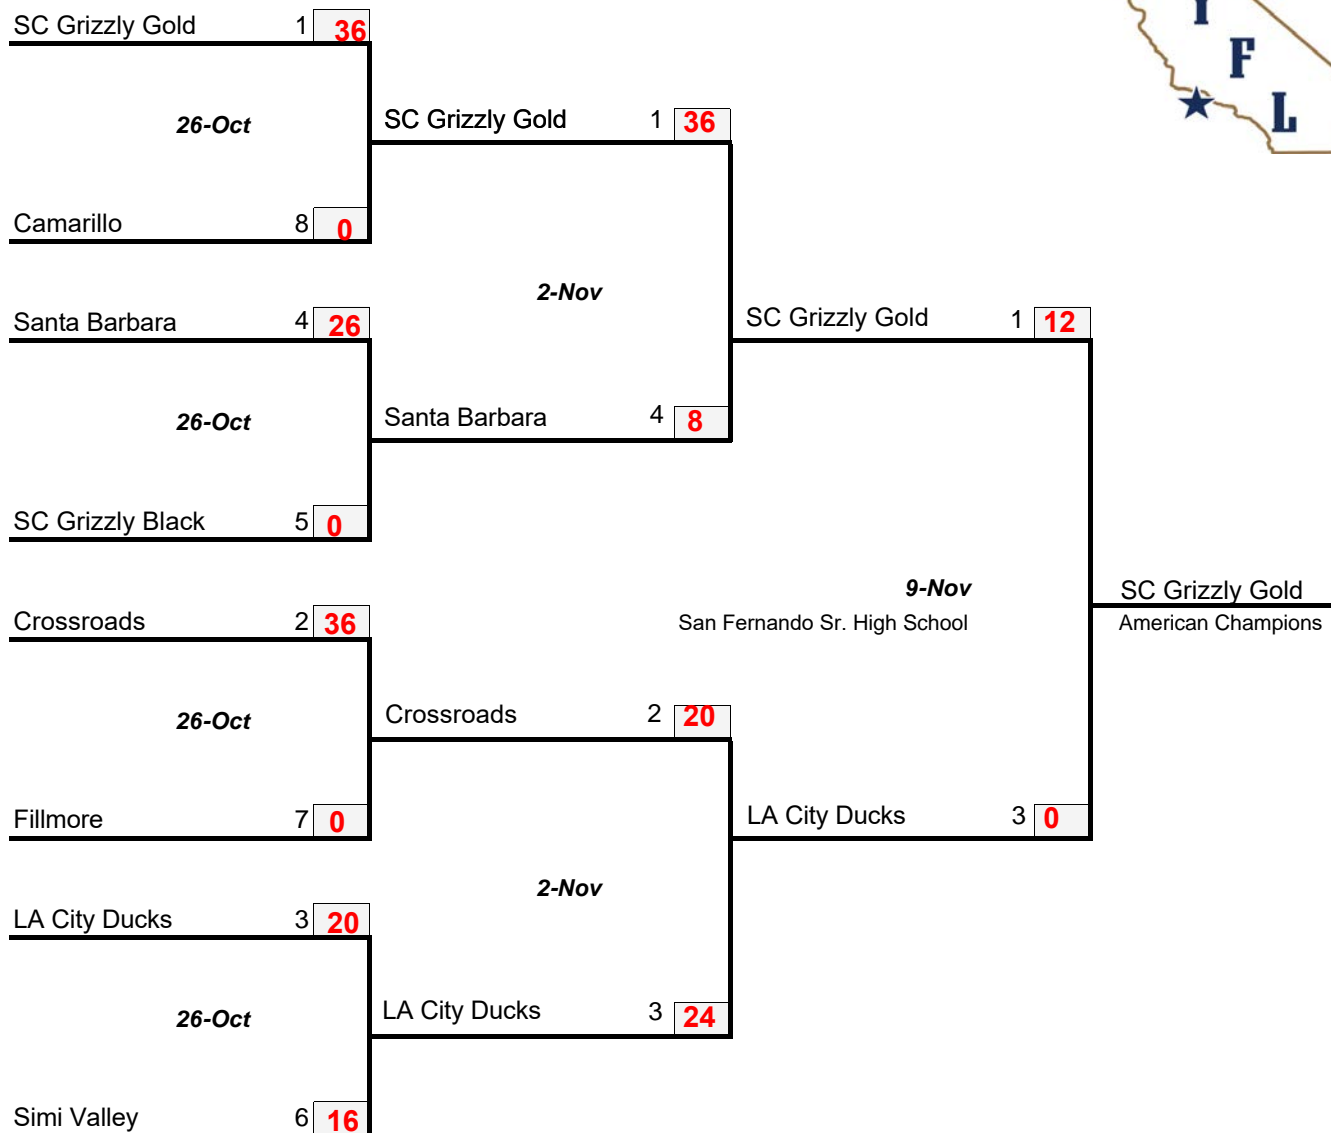 SC Grizzly Gold 1 36
26-Oct
Camarillo 8 0
Santa Barbara 4 26
26-Oct
SC Grizzly Black 5 0
Crossroads 2 36
26-Oct
Fillmore 7 0
LA City Ducks 3 20
26-Oct
Simi Valley 6 16
SC Grizzly Gold 1 36
2-Nov
Santa Barbara 4 8
Crossroads 2 20
2-Nov
LA City Ducks 3 24
SC Grizzly Gold 1 12
9-Nov
San Fernando Sr. High School
LA City Ducks 3 0
SC Grizzly Gold
American Champions
F
L